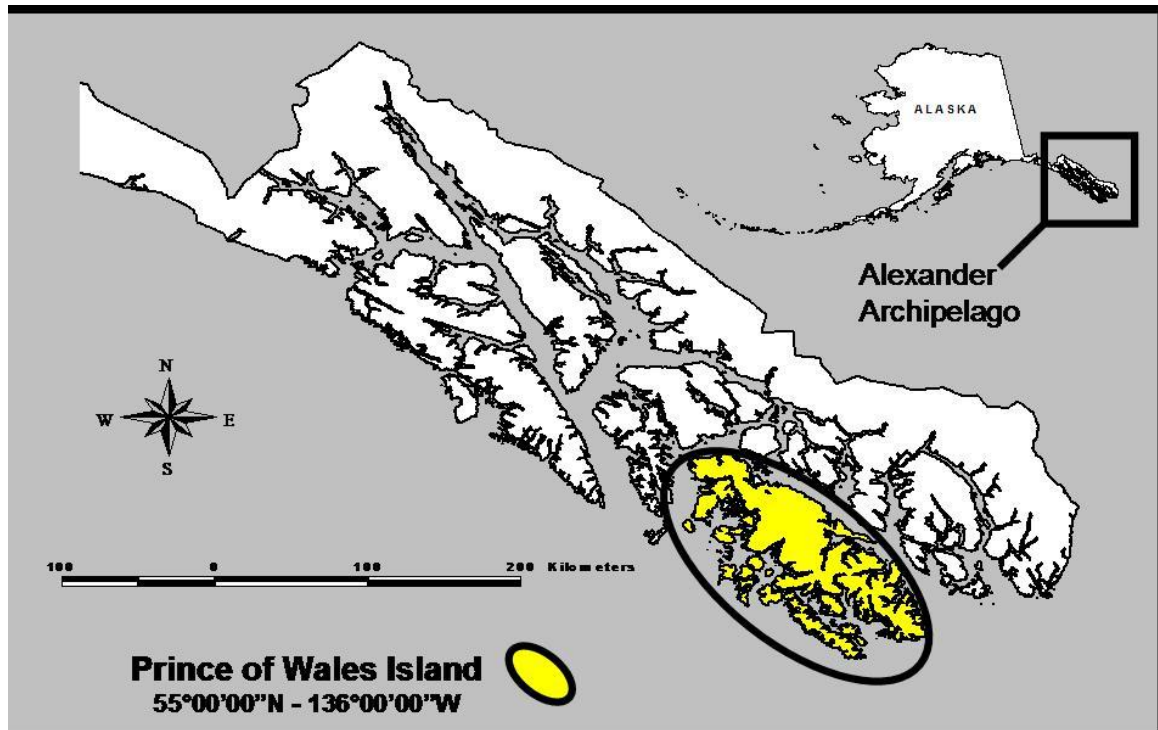 ALASKA
Alexander
Archipelago
N
W E
S
100 0 100 200 Kilometers
Prince of Wales Island
55°00'00"N - 136°00'00"W